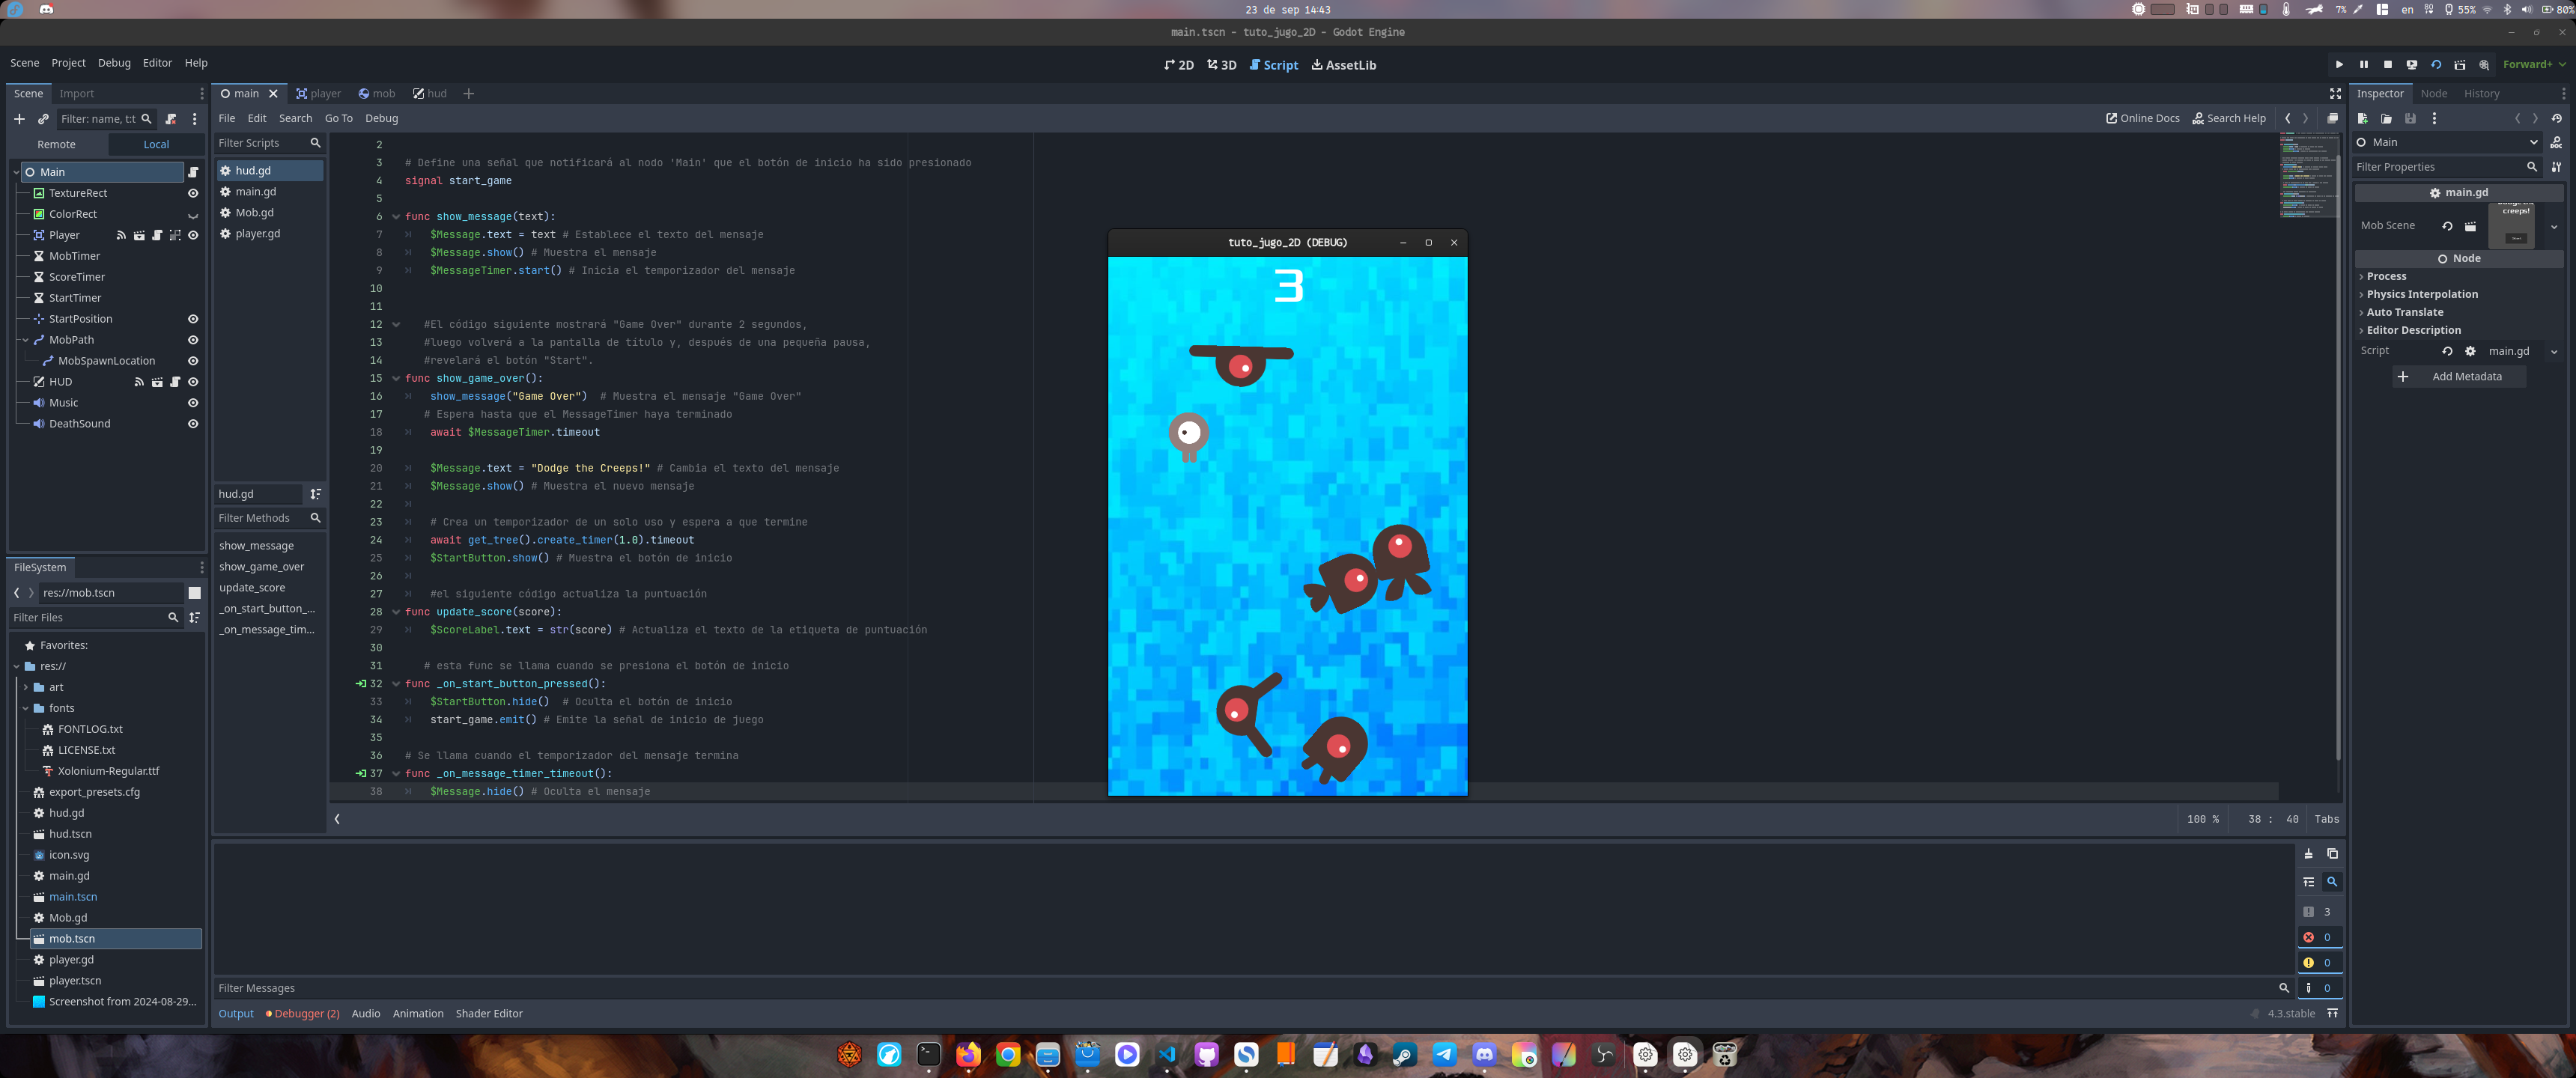 23 de sep 14:43
7%
en
55%
80%
main.tscn - tuto_jugo_2D - Godot Engine
Scene Project Debug Editor Help
2D 3D Script AssetLib
Forward+
Scene Import
main player mob hud
Inspector Node History
Filter: name, t:t
File Edit Search Go To Debug
Online Docs Search Help
Remote Local
Filter Scripts
Main
Filter Properties
Main
TextureRect
ColorRect
Player
MobTimer
ScoreTimer
StartTimer
StartPosition
MobPath
MobSpawnLocation
HUD
Music
DeathSound
hud.gd
main.gd
Mob.gd
player.gd
hud.gd
Filter Methods
show_message
show_game_over
update_score
_on_start_button_...
_on_message_tim...
2
3 # Define una señal que notificará al nodo 'Main' que el botón de inicio ha sido presionado
4 signal start_game
5
6 func show_message(text):
7 $Message.text = text # Establece el texto del mensaje
8 $Message.show() # Muestra el mensaje
9 $MessageTimer.start() # Inicia el temporizador del mensaje
10
11
12 #El código siguiente mostrará "Game Over" durante 2 segundos,
13 #luego volverá a la pantalla de título y, después de una pequeña pausa,
14 #revelará el botón "Start".
15 func show_game_over():
16 show_message("Game Over") # Muestra el mensaje "Game Over"
17 # Espera hasta que el MessageTimer haya terminado
18 await $MessageTimer.timeout
19
20 $Message.text = "Dodge the Creeps!" # Cambia el texto del mensaje
21 $Message.show() # Muestra el nuevo mensaje
22
23 # Crea un temporizador de un solo uso y espera a que termine
24 await get_tree().create_timer(1.0).timeout
25 $StartButton.show() # Muestra el botón de inicio
26
27 #el siguiente código actualiza la puntuación
28 func update_score(score):
29 $ScoreLabel.text = str(score) # Actualiza el texto de la etiqueta de puntuación
30
31 # esta func se llama cuando se presiona el botón de inicio
32 func _on_start_button_pressed():
33 $StartButton.hide() # Oculta el botón de inicio
34 start_game.emit() # Emite la señal de inicio de juego
35
36 # Se llama cuando el temporizador del mensaje termina
37 func _on_message_timer_timeout():
38 $Message.hide() # Oculta el mensaje
tuto_jugo_2D (DEBUG)
3
main.gd
Mob Scene
creeps!
Node
Process
Physics Interpolation
Auto Translate
Editor Description
Script main.gd
Add Metadata
FileSystem
res://mob.tscn
Filter Files
Favorites:
res://
art
fonts
FONTLOG.txt
LICENSE.txt
Xolonium-Regular.ttf
export_presets.cfg
hud.gd
hud.tscn
icon.svg
main.gd
main.tscn
Mob.gd
mob.tscn
player.gd
player.tscn
Screenshot from 2024-08-29...
100 % 38 : 40 Tabs
3
0
0
0
Filter Messages
Output Debugger (2) Audio Animation Shader Editor
4.3.stable